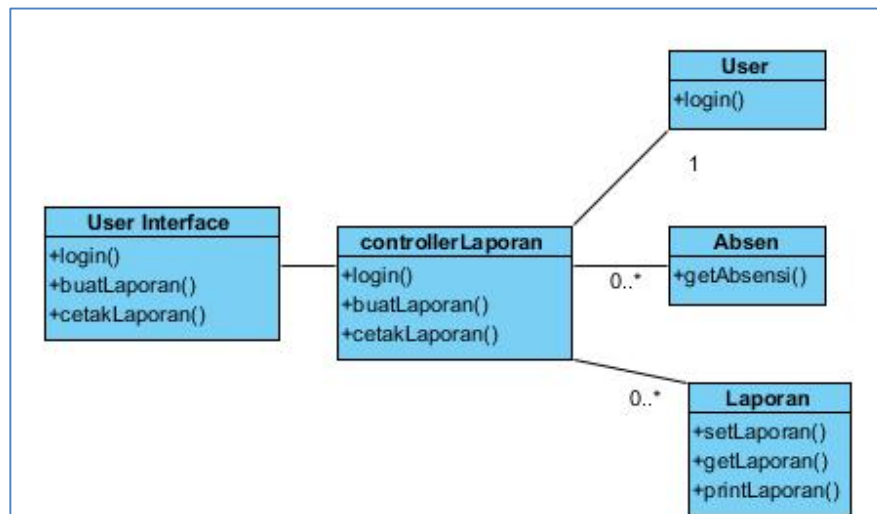 User
+login()
1
User Interface
+login()
+buatLaporan()
+cetakLaporan()
controllerLaporan
+login()
+buatLaporan()
+cetakLaporan()
Absen
+getAbsensi()
0..*
0..*
Laporan
+setLaporan()
+getLaporan()
+printLaporan()